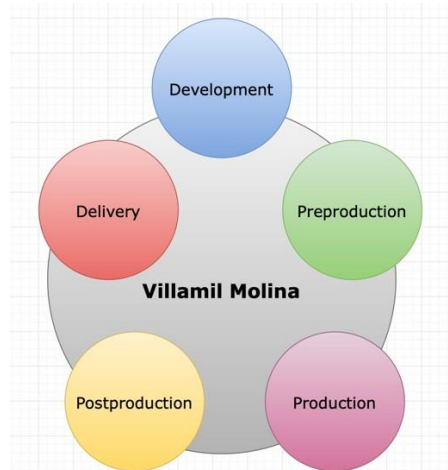 Development
Delivery
Preproduction
Villamil Molina
Postproduction
Production